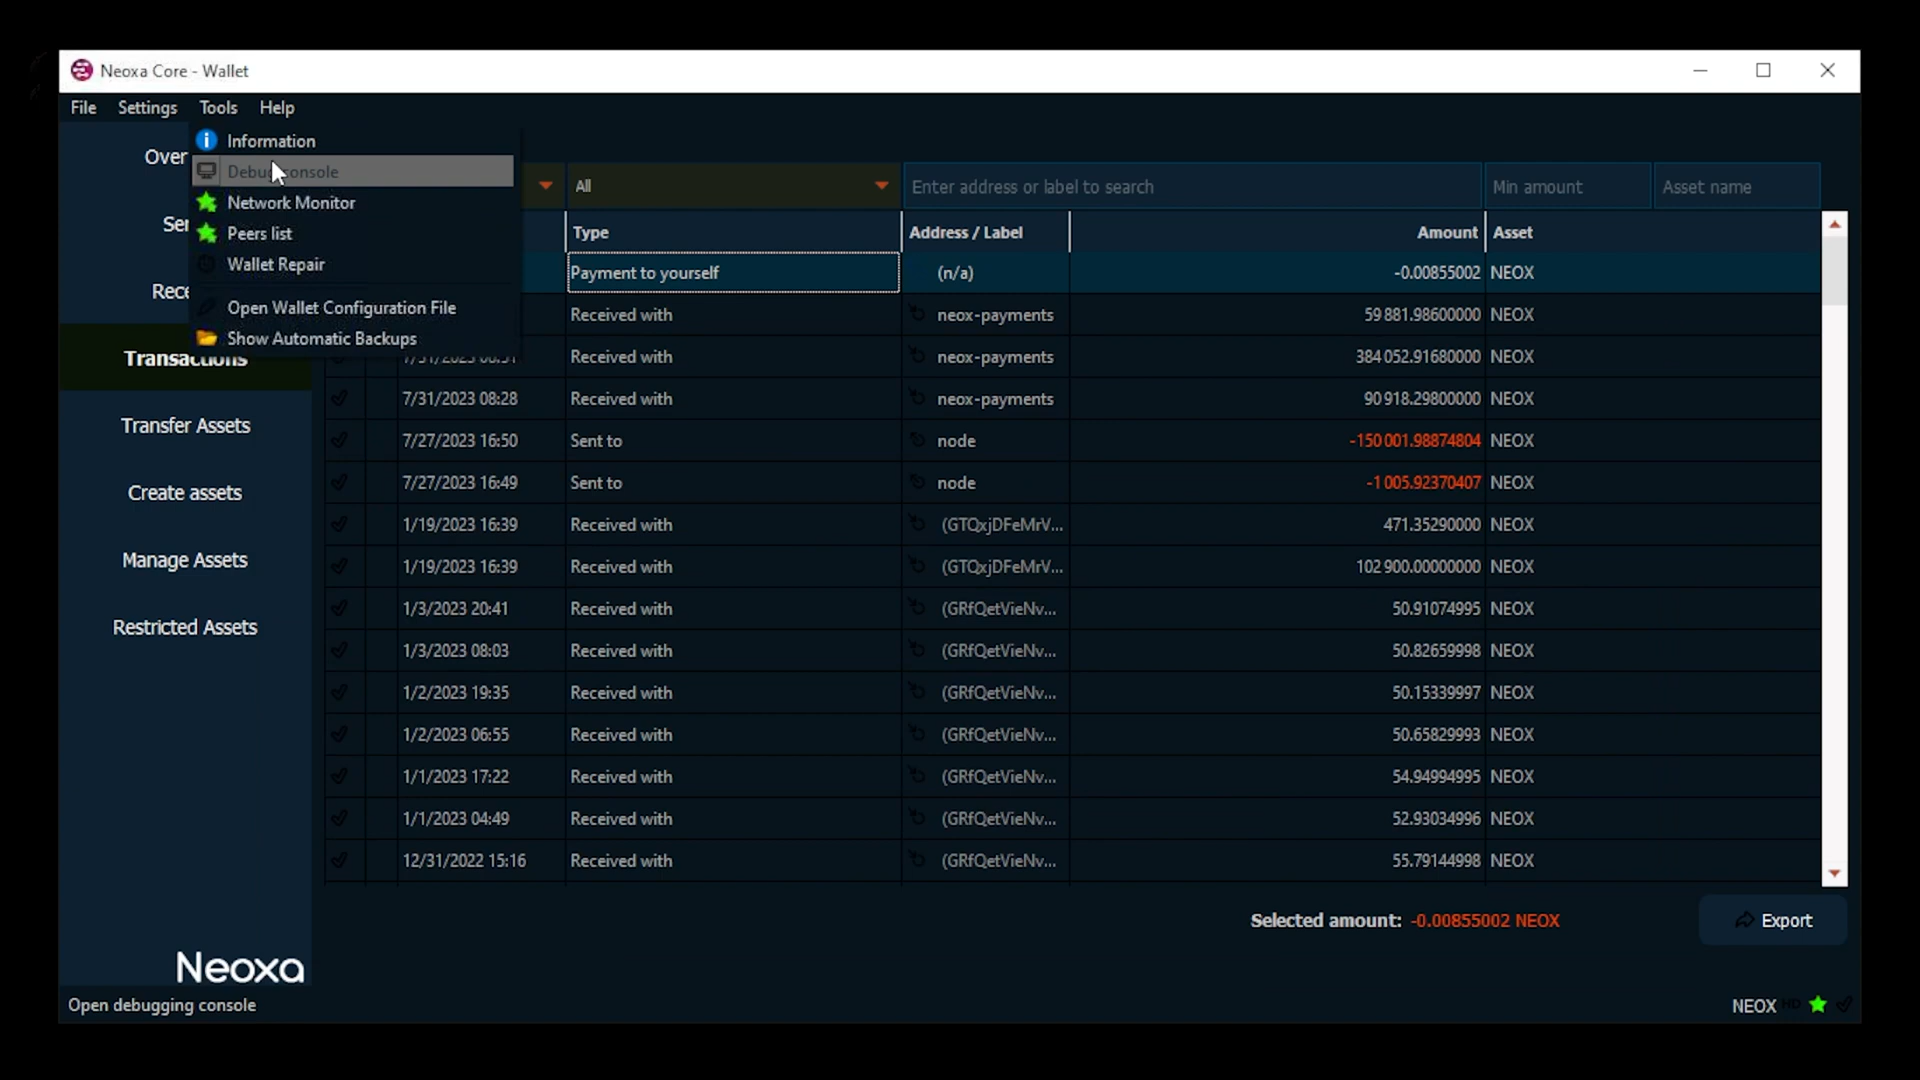 Neoxa Core - Wallet
File Settings Tools Help
Information
Over
Debug console
Network Monitor
Ser
Peers list
Wallet Repair
Rece
Open Wallet Configuration File
Show Automatic Backups
Transactions
Transfer Assets
Create assets
Manage Assets
Restricted Assets
All
Enter address or label to search
Min amount
Asset name
Type Address / Label Amount Asset
Payment to yourself (n/a) -0.00855002 NEOX
Received with neox-payments 59 881.98600000 NEOX
7/31/2023 Received with neox-payments 384 052.91680000 NEOX
7/31/2023 08:28 Received with neox-payments 90 918.29800000 NEOX
7/27/2023 16:50 Sent to node -150 001.98874804 NEOX
7/27/2023 16:49 Sent to node -1 005.92370407 NEOX
1/19/2023 16:39 Received with (GTQxjDFeMrV... 471.35290000 NEOX
1/19/2023 16:39 Received with (GTQxjDFeMrV... 102 900.00000000 NEOX
1/3/2023 20:41 Received with (GRfQetVieNv... 50.91074995 NEOX
1/3/2023 08:03 Received with (GRfQetVieNv... 50.82659998 NEOX
1/2/2023 19:35 Received with (GRfQetVieNv... 50.15339997 NEOX
1/2/2023 06:55 Received with (GRfQetVieNv... 50.65829993 NEOX
1/1/2023 17:22 Received with (GRfQetVieNv... 54.94994995 NEOX
1/1/2023 04:49 Received with (GRfQetVieNv... 52.93034996 NEOX
12/31/2022 15:16 Received with (GRfQetVieNv... 55.79144998 NEOX
Selected amount: -0.00855002 NEOX
Export
Neoxa
Open debugging console
NEOX HD